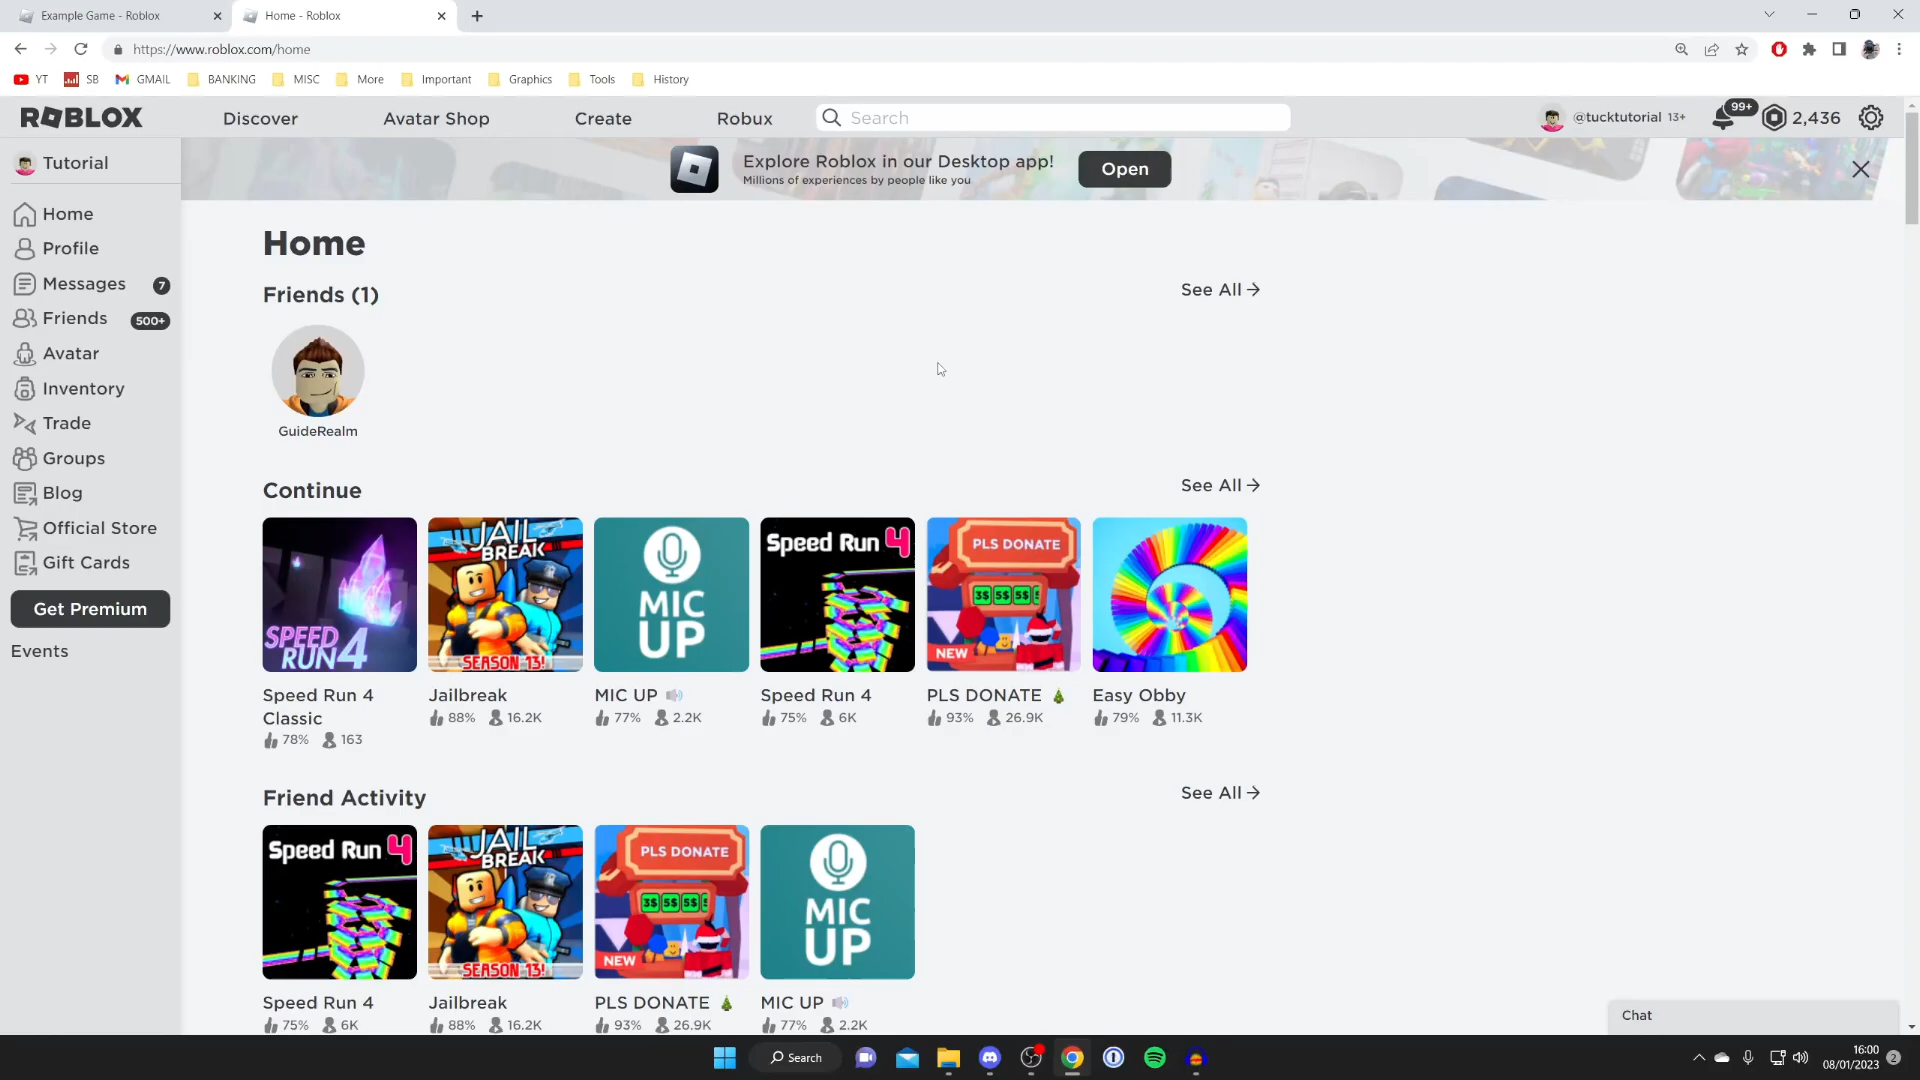 Example Game - Roblox
Home - Roblox
https://www.roblox.com/home
YT
SB
GMAIL
BANKING
MISC
More
Important
Graphics
Tools
History
ROBLOX
Discover
Avatar Shop
Create
Robux
Search
@tucktutorial 13+
99+
2,436
Tutorial
Home
Profile
Messages 7
Friends 500+
Avatar
Inventory
Trade
Groups
Blog
Official Store
Gift Cards
Get Premium
Events
Explore Roblox in our Desktop app!
Millions of experiences by people like you
Open
Home
Friends (1)
See All
GuideRealm
Continue
See All
SPEED
RUN 4
JAIL
BREAK
SEASON 13!
MIC
UP
Speed Run 4
PLS DONATE
3$ 5$ 5$
NEW
Speed Run 4
Classic
78% 163
Jailbreak
88% 16.2K
MIC UP
77% 2.2K
Speed Run 4
75% 6K
PLS DONATE
93% 26.9K
Easy Obby
79% 11.3K
Friend Activity
See All
Speed Run 4
JAIL
BREAK
SEASON 13!
PLS DONATE
3$ 5$ 5$
NEW
MIC
UP
Speed Run 4
75% 6K
Jailbreak
88% 16.2K
PLS DONATE
93% 26.9K
MIC UP
77% 2.2K
Chat
Search
16:00
08/01/2023
2